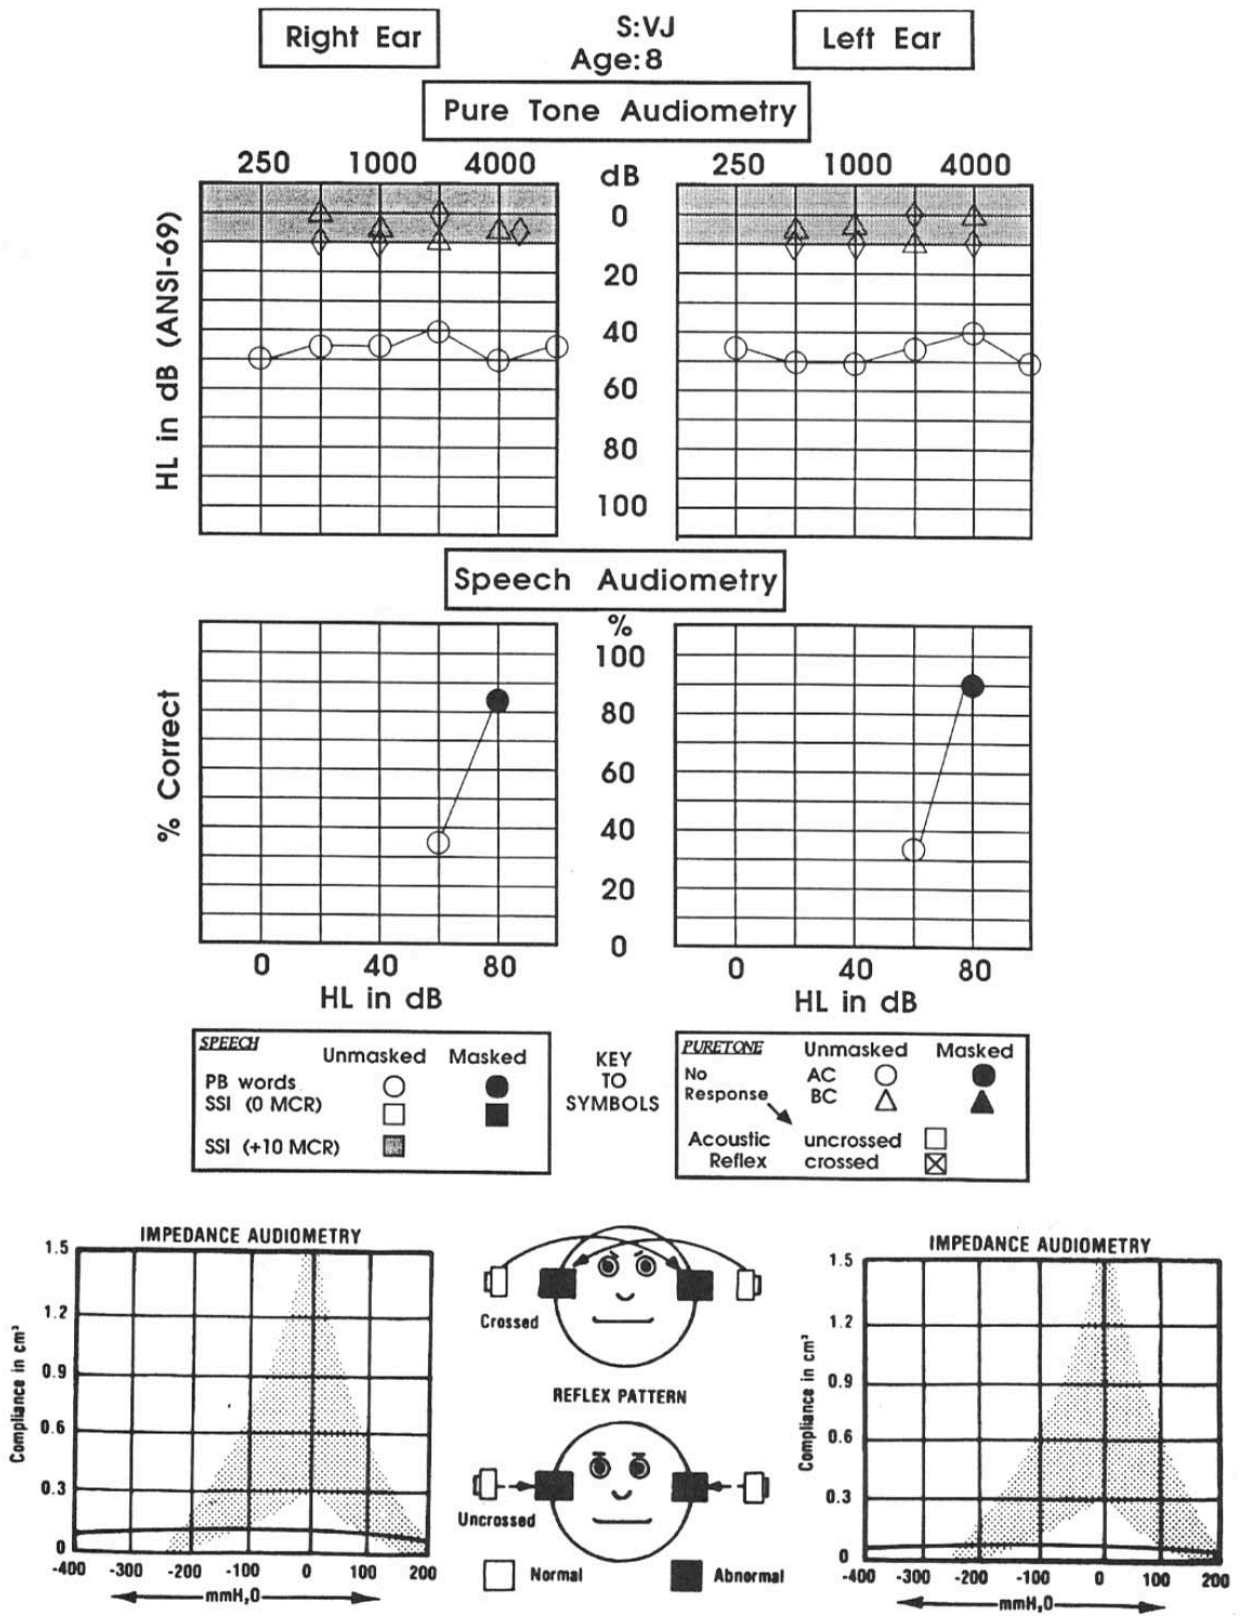 Right Ear
S:VJ
Age:8
Left Ear
Pure Tone Audiometry
250 1000 4000
dB
250 1000 4000
HL in dB (ANSI-69)
0
20
40
60
80
100
Speech Audiometry
%
100
80
60
40
20
0
% Correct
0 40 80
HL in dB
0 40 80
HL in dB
SPEECH
Unmasked Masked
PB words
SSI (0 MCR)
SSI (+10 MCR)
KEY
TO
SYMBOLS
PURETONE Unmasked Masked
No AC
Response BC
Acoustic uncrossed
Reflex crossed
IMPEDANCE AUDIOMETRY
Compliance in cm³
1.5
1.2
0.9
0.6
0.3
0
-400 -300 -200 -100 0 100 200
mmH₂O
Crossed
REFLEX PATTERN
Uncrossed
Normal Abnormal
IMPEDANCE AUDIOMETRY
Compliance in cm³
1.5
1.2
0.9
0.6
0.3
0
-400 -300 -200 -100 0 100 200
mmH₂O